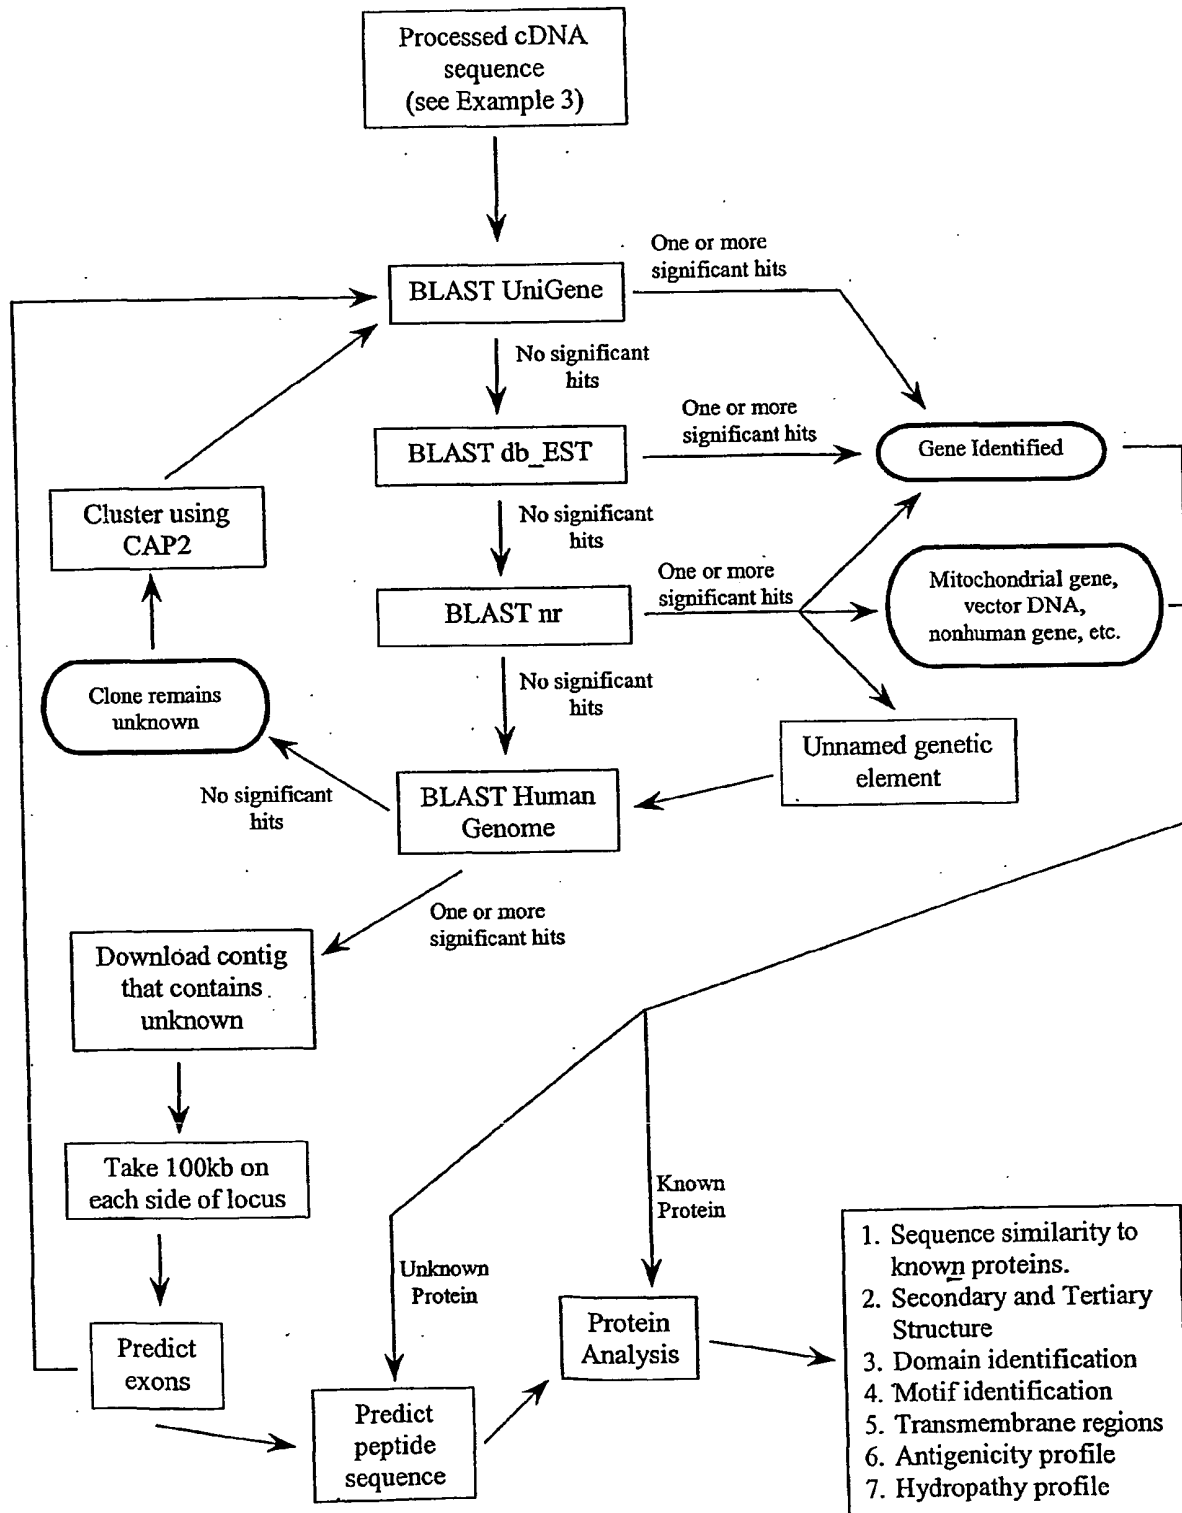 Processed cDNA
sequence
(see Example 3)
One or more
significant hits
BLAST UniGene
No significant
hits
One or more
significant hits
BLAST db_EST
Gene Identified
Cluster using
CAP2
No significant
hits
One or more
significant hits
Mitochondrial gene,
vector DNA,
nonhuman gene, etc.
BLAST nr
Clone remains
unknown
No significant
hits
Unnamed genetic
element
No significant
hits
BLAST Human
Genome
One or more
significant hits
Download contig
that contains
unknown
Take 100kb on
each side of locus
Known
Protein
Unknown
Protein
Predict
exons
Protein
Analysis
Predict
peptide
sequence
1. Sequence similarity to
known proteins.
2. Secondary and Tertiary
Structure
3. Domain identification
4. Motif identification
5. Transmembrane regions
6. Antigenicity profile
7. Hydropathy profile